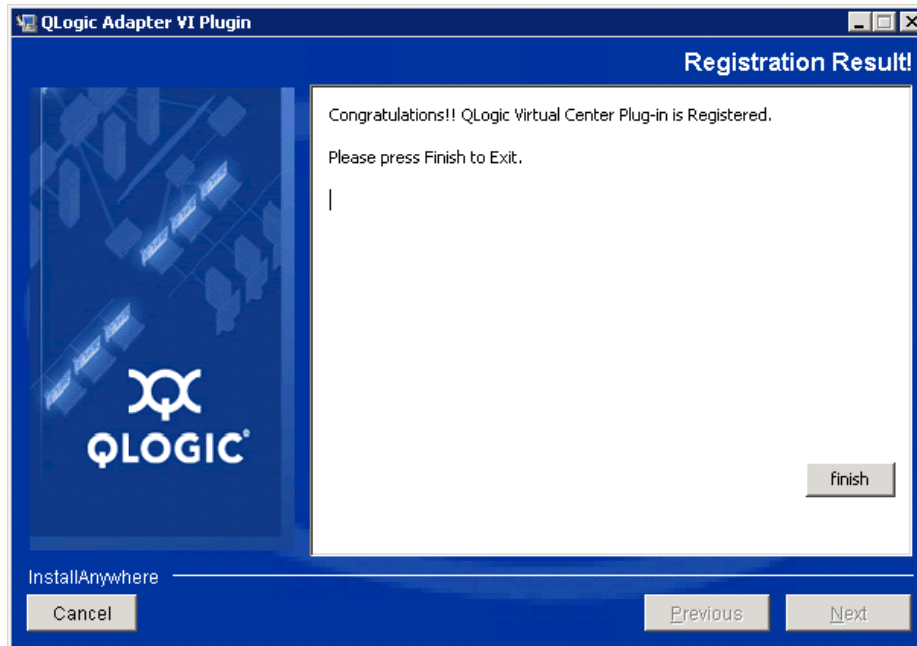 QLogic Adapter VI Plugin
Registration Result!
Congratulations!! QLogic Virtual Center Plug-in is Registered.
Please press Finish to Exit.
QLOGIC®
finish
InstallAnywhere
Cancel
Previous
Next